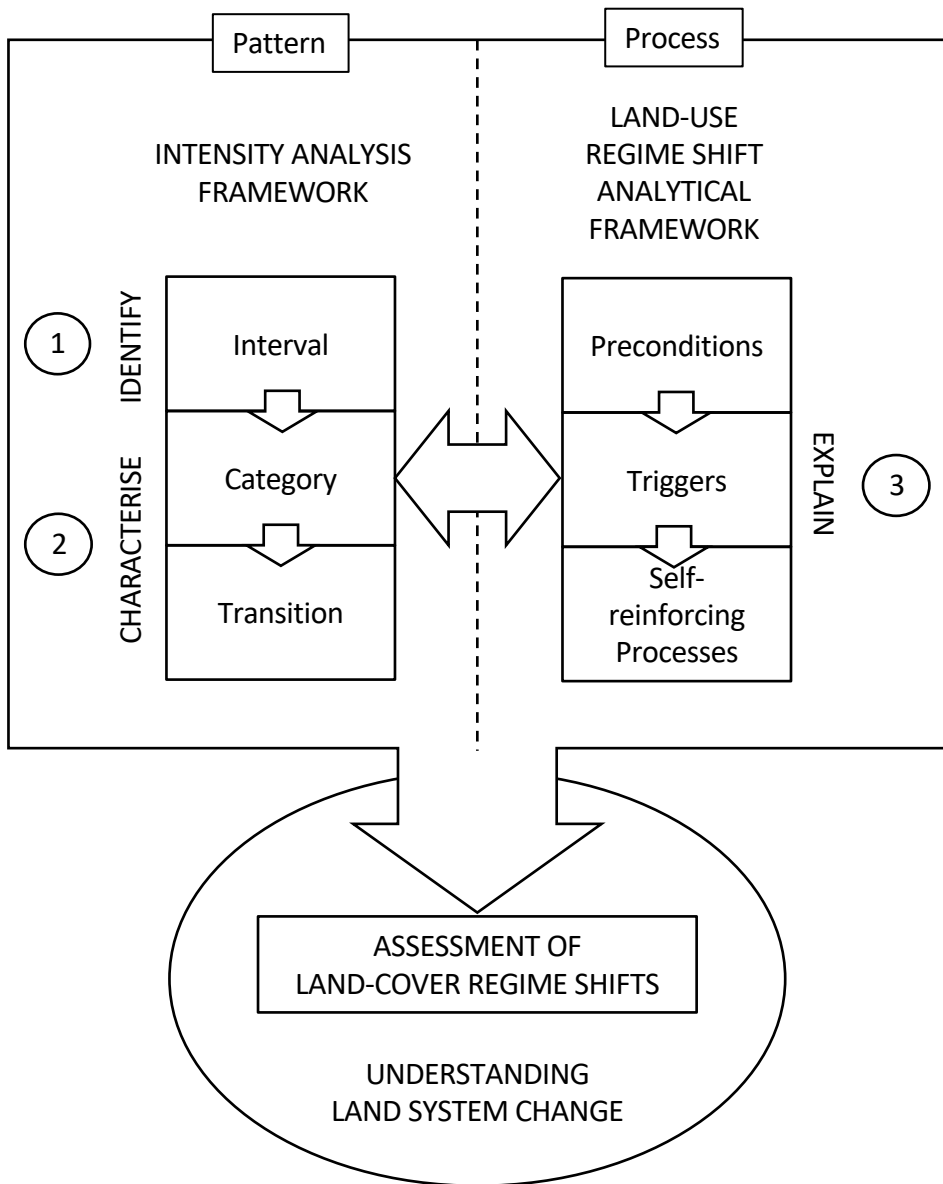 Pattern
Process
INTENSITY ANALYSIS
FRAMEWORK
LAND-USE
REGIME SHIFT
ANALYTICAL
FRAMEWORK
1
IDENTIFY
Interval
2
CHARACTERISE
Category
Transition
Preconditions
Triggers
Self-
reinforcing
Processes
EXPLAIN
3
ASSESSMENT OF
LAND-COVER REGIME SHIFTS
UNDERSTANDING
LAND SYSTEM CHANGE